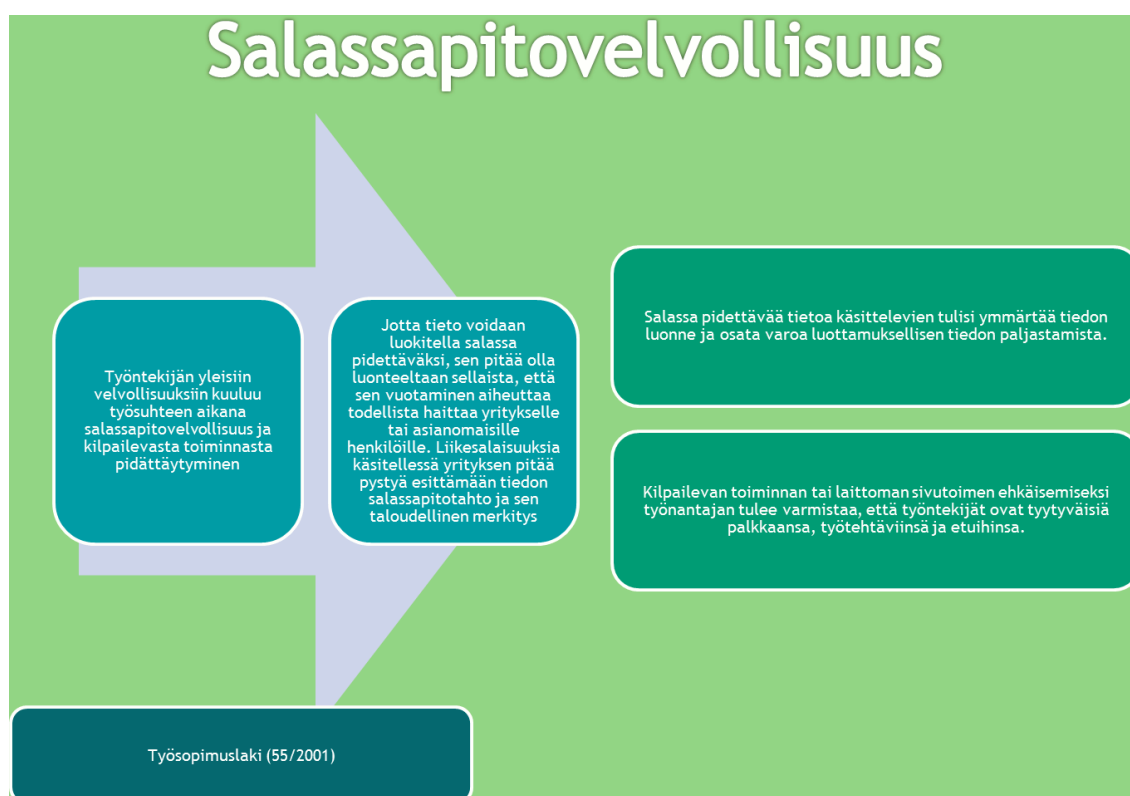 Salassapitovelvollisuus
Työntekijän yleisiin
velvollisuuksiin kuuluu
työsuhteen aikana
salassapitovelvollisuus ja
kilpailevasta toiminnasta
pidättäytyminen
Jotta tieto voidaan
luokitella salassa
pidettäväksi, sen pitää olla
luonteeltaan sellaista, että
sen vuotaminen aiheuttaa
todellista haittaa yritykselle
tai asianomaisille
henkilöille. Liikesalaisuuksia
käsitellessä yrityksen pitää
pystyä esittämään tiedon
salassapitotahto ja sen
taloudellinen merkitys
Salassa pidettävää tietoa käsittelevien tulisi ymmärtää tiedon
luonne ja osata varoa luottamuksellisen tiedon paljastamista.
Kilpailevan toiminnan tai laittoman sivutoimen ehkäisemiseksi
työnantajan tulee varmistaa, että työntekijät ovat tyytyväisiä
palkkaansa, työtehtäviinsä ja etuihinsa.
Työsopimuslaki (55/2001)